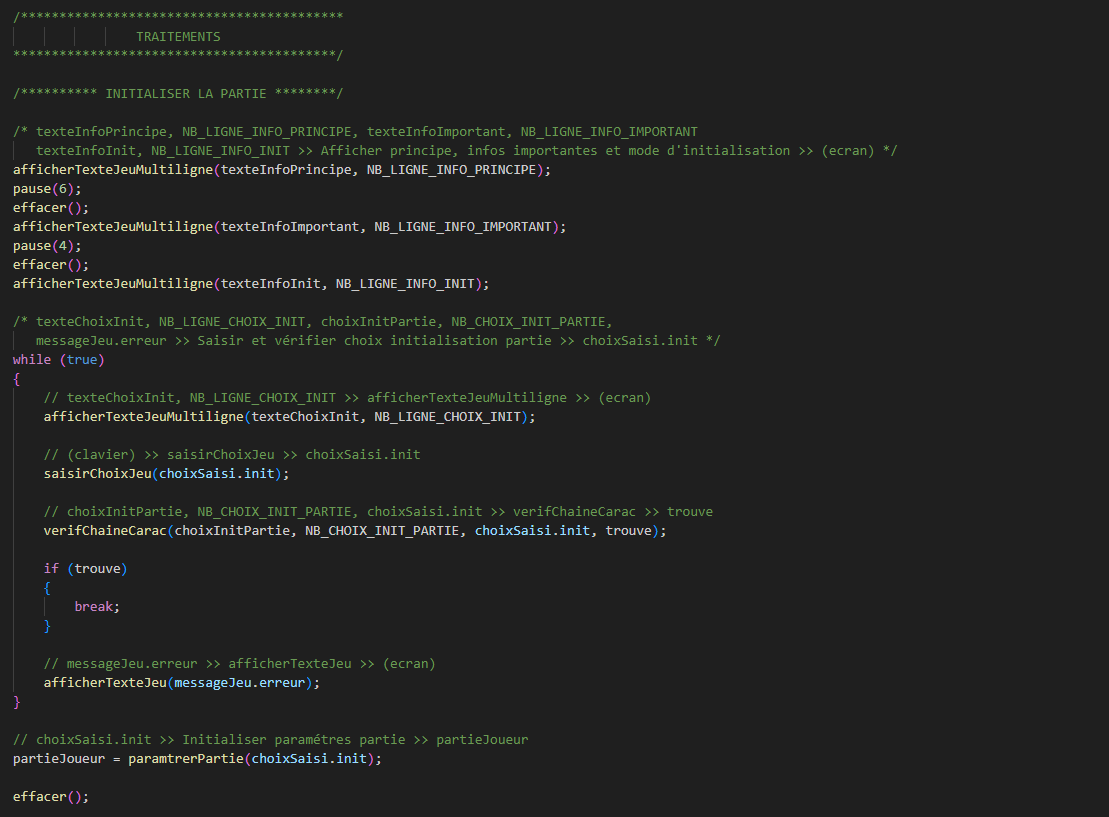 /******************************************
TRAITEMENTS
******************************************/
/********** INITIALISER LA PARTIE ********/
/* texteInfoPrincipe, NB_LIGNE_INFO_PRINCIPE, texteInfoImportant, NB_LIGNE_INFO_IMPORTANT
texteInfoInit, NB_LIGNE_INFO_INIT >> Afficher principe, infos importantes et mode d'initialisation >> (ecran) */
afficherTexteJeuMultiligne(texteInfoPrincipe, NB_LIGNE_INFO_PRINCIPE);
pause(6);
effacer();
afficherTexteJeuMultiligne(texteInfoImportant, NB_LIGNE_INFO_IMPORTANT);
pause(4);
effacer();
afficherTexteJeuMultiligne(texteInfoInit, NB_LIGNE_INFO_INIT);
/* texteChoixInit, NB_LIGNE_CHOIX_INIT, choixInitPartie, NB_CHOIX_INIT_PARTIE,
messageJeu.erreur >> Saisir et vérifier choix initialisation partie >> choixSaisi.init */
while (true)
{
// texteChoixInit, NB_LIGNE_CHOIX_INIT >> afficherTexteJeuMultiligne >> (ecran)
afficherTexteJeuMultiligne(texteChoixInit, NB_LIGNE_CHOIX_INIT);
// (clavier) >> saisirChoixJeu >> choixSaisi.init
saisirChoixJeu(choixSaisi.init);
// choixInitPartie, NB_CHOIX_INIT_PARTIE, choixSaisi.init >> verifChaineCarac >> trouve
verifChaineCarac(choixInitPartie, NB_CHOIX_INIT_PARTIE, choixSaisi.init, trouve);
if (trouve)
{
break;
}
// messageJeu.erreur >> afficherTexteJeu >> (ecran)
afficherTexteJeu(messageJeu.erreur);
}
// choixSaisi.init >> Initialiser paramétres partie >> partieJoueur
partieJoueur = paramtrerPartie(choixSaisi.init);
effacer();